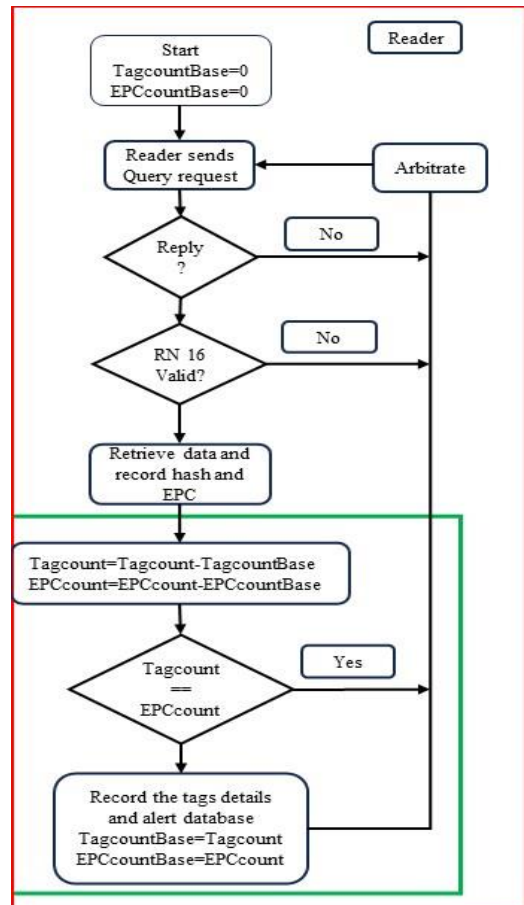 Reader
Start
TagcountBase=0
EPCcountBase=0
Reader sends
Query request
Arbitrate
Reply
?
No
RN 16
Valid?
No
Retrieve data and
record hash and
EPC
Tagcount=Tagcount-TagcountBase
EPCcount=EPCcount-EPCcountBase
Tagcount
==
EPCcount
Yes
Record the tags details
and alert database
TagcountBase=Tagcount
EPCcountBase=EPCcount